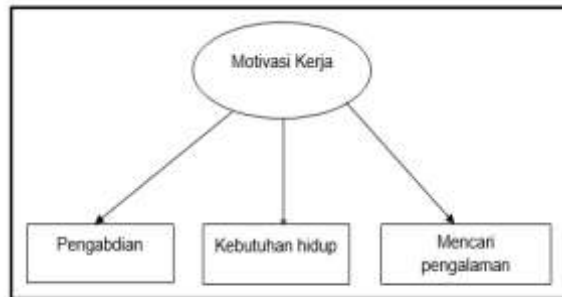 Motivasi Kerja
Pengabdian
Kebutuhan hidup
Mencari
pengalaman